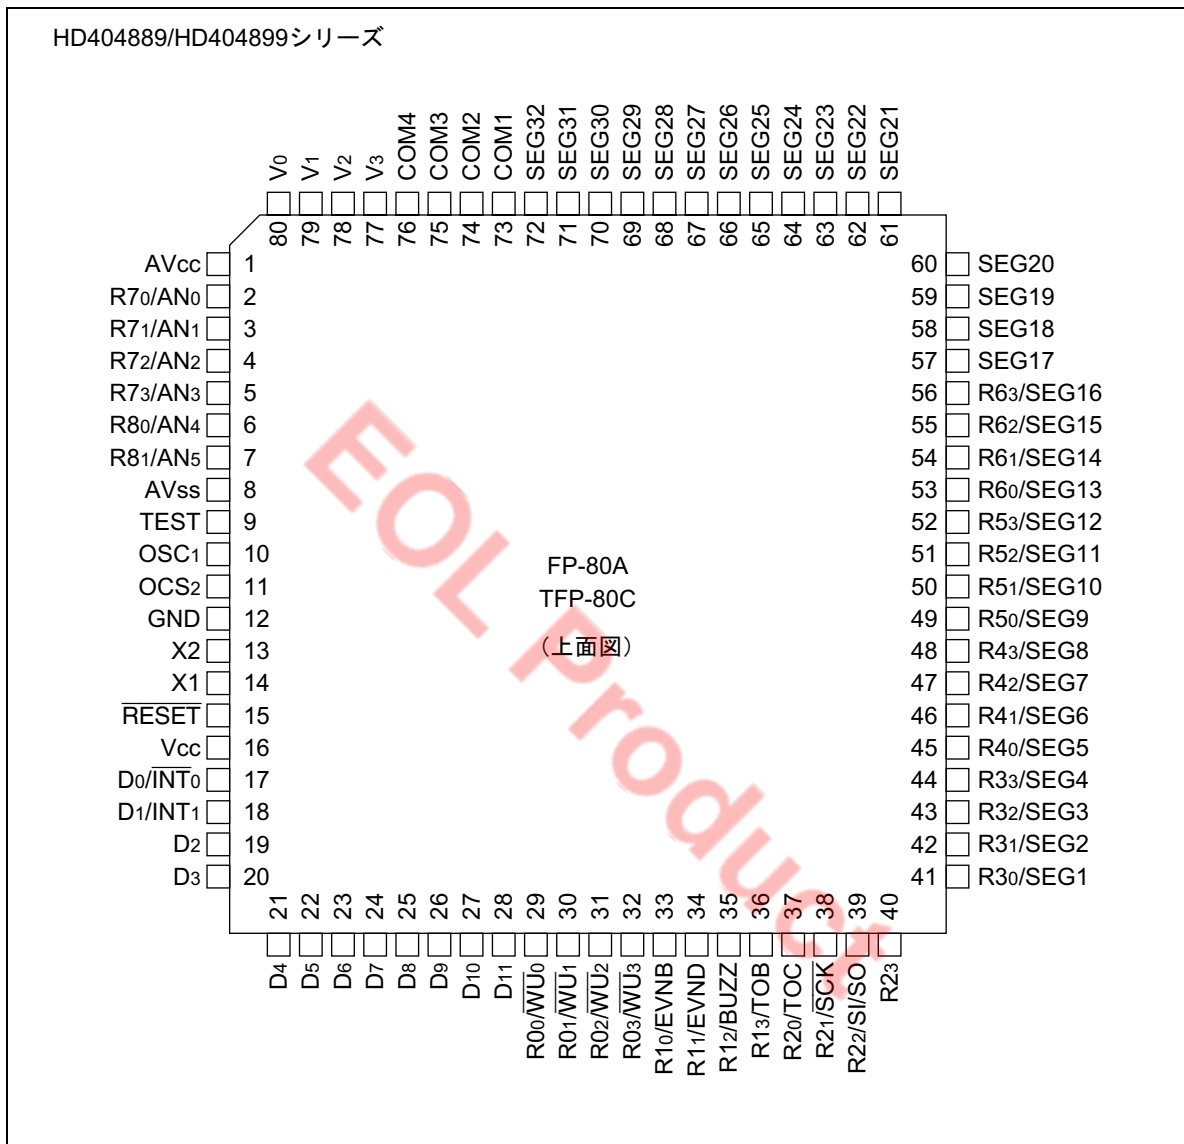 HD404889/HD404899シリーズ
V0
V1
V2
V3
COM4
COM3
COM2
COM1
SEG32
SEG31
SEG30
SEG29
SEG28
SEG27
SEG26
SEG25
SEG24
SEG23
SEG22
SEG21
80
79
78
77
76
75
74
73
72
71
70
69
68
67
66
65
64
63
62
61
AVcc 1
R70/AN0 2
R71/AN1 3
R72/AN2 4
R73/AN3 5
R80/AN4 6
R81/AN5 7
AVss 8
TEST 9
OSC1 10
OCS2 11
GND 12
X2 13
X1 14
RESET 15
Vcc 16
D0/INT0 17
D1/INT1 18
D2 19
D3 20
60 SEG20
59 SEG19
58 SEG18
57 SEG17
56 R63/SEG16
55 R62/SEG15
54 R61/SEG14
53 R60/SEG13
52 R53/SEG12
51 R52/SEG11
50 R51/SEG10
49 R50/SEG9
48 R43/SEG8
47 R42/SEG7
46 R41/SEG6
45 R40/SEG5
44 R33/SEG4
43 R32/SEG3
42 R31/SEG2
41 R30/SEG1
FP-80A
TFP-80C
(上面図)
EOL Product
21
22
23
24
25
26
27
28
29
30
31
32
33
34
35
36
37
38
39
40
D4
D5
D6
D7
D8
D9
D10
D11
R00/WU0
R01/WU1
R02/WU2
R03/WU3
R10/EVNB
R11/EVND
R12/BUZZ
R13/TOB
R20/TOC
R21/SCK
R22/SI/SO
R23